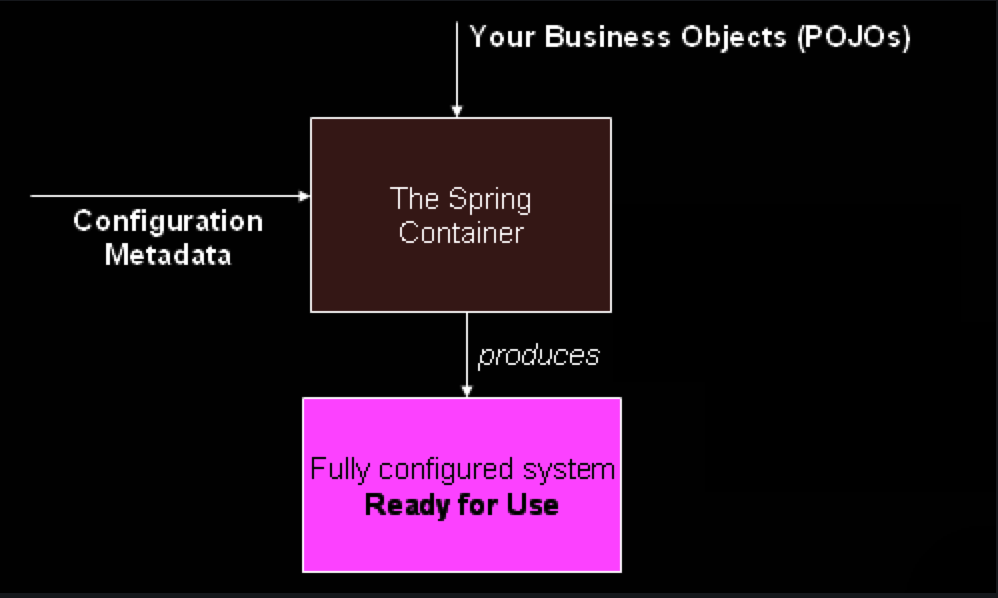 Your Business Objects (POJOs)
The Spring
Container
Configuration
Metadata
produces
Fully configured system
Ready for Use